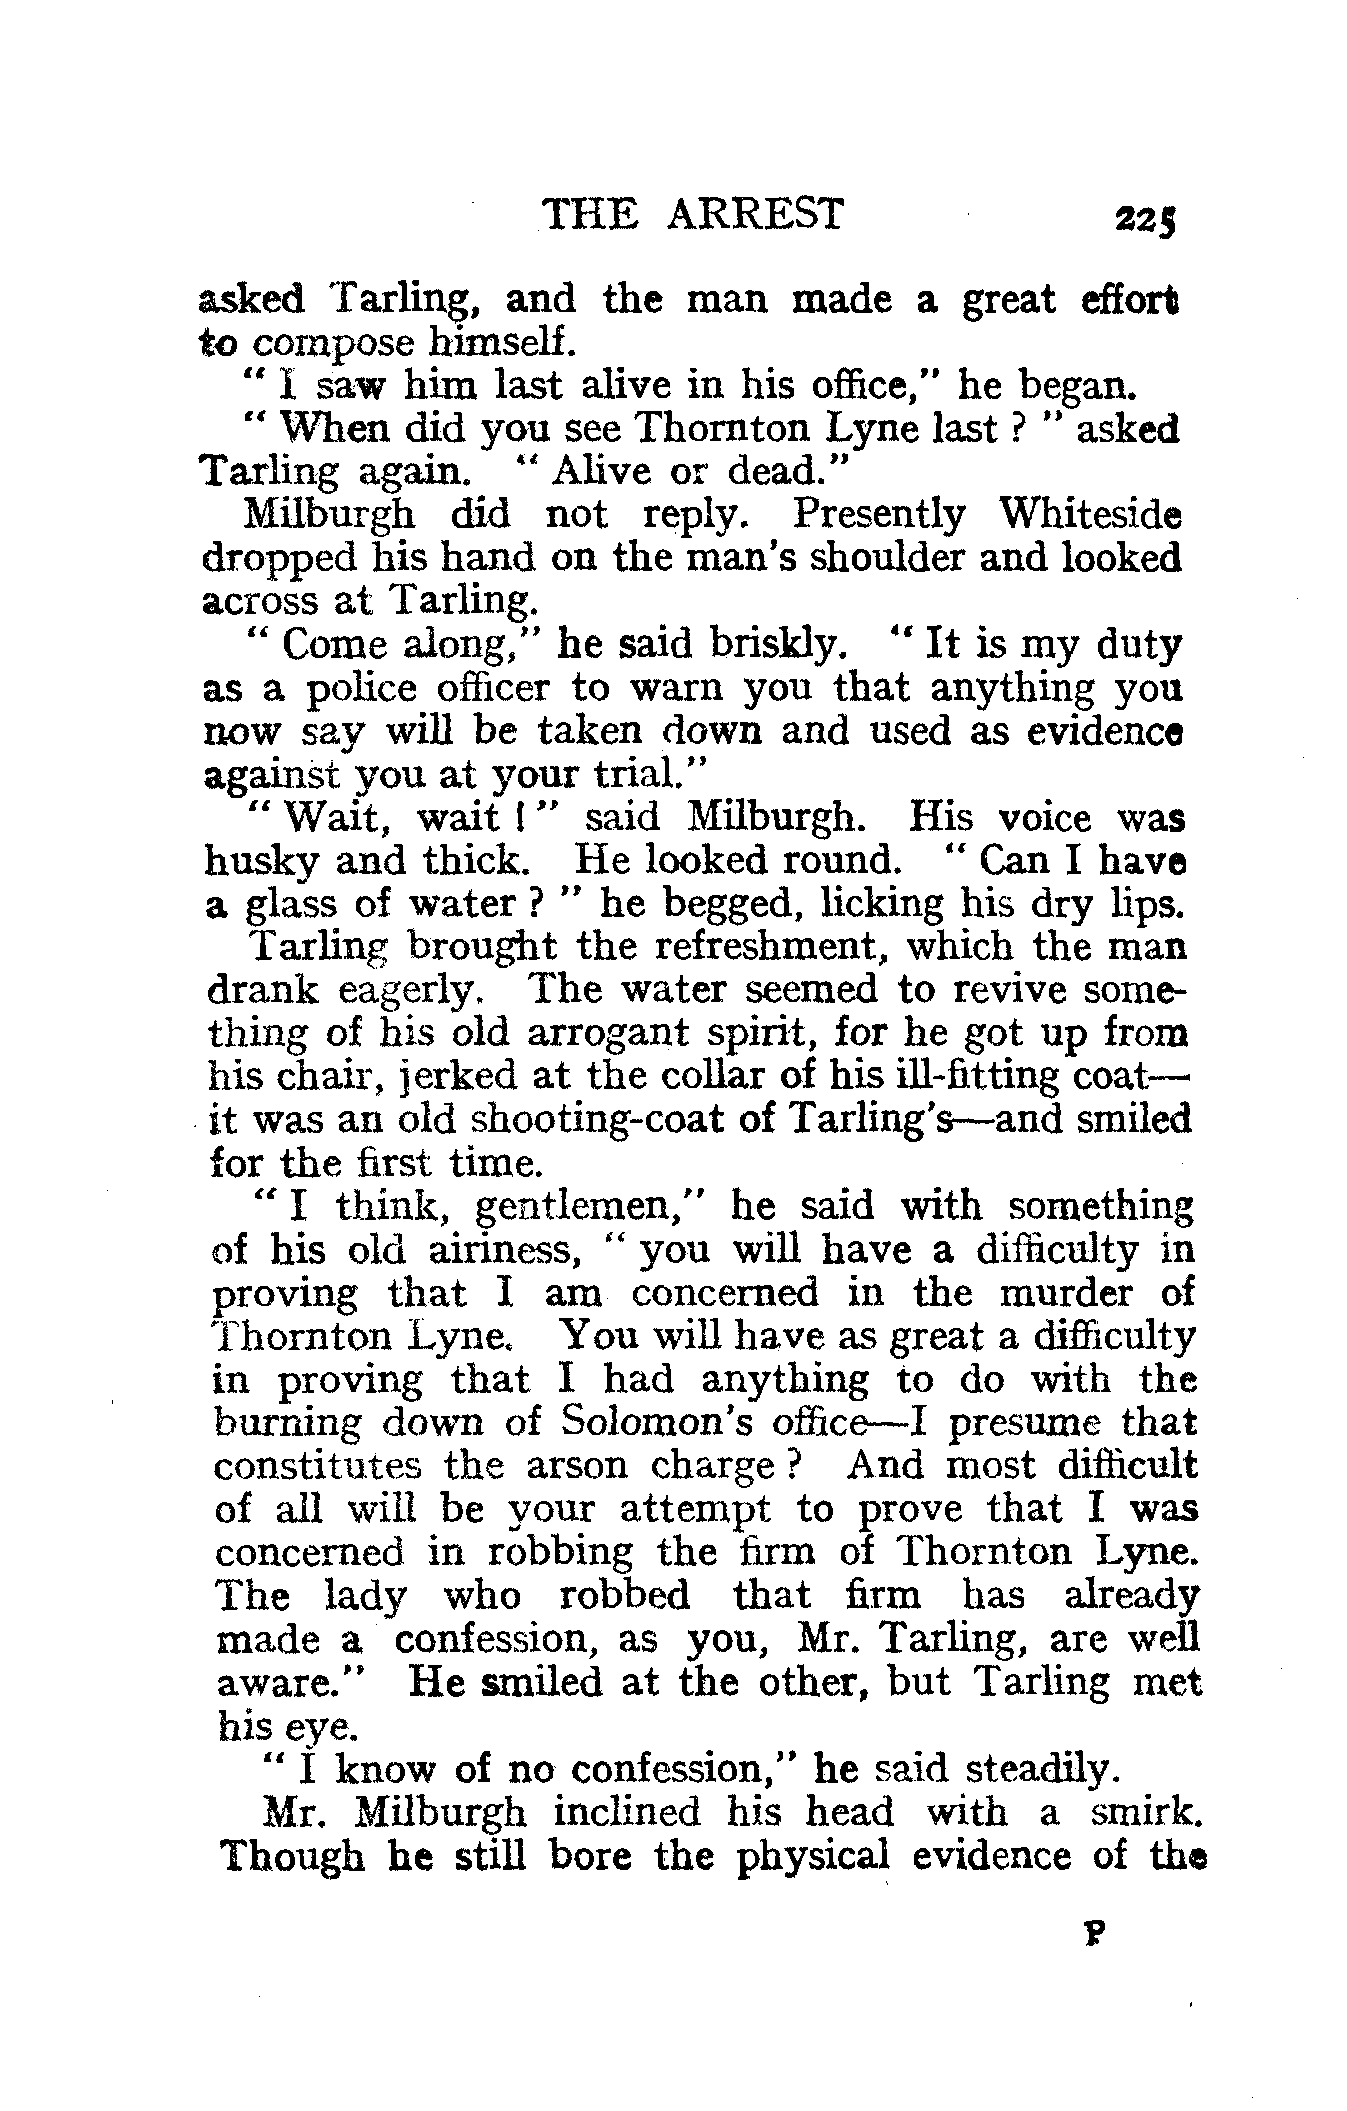 THE ARREST 225
asked Tarling, and the man made a great effort
to compose himself.
" I saw him last alive in his office," he began.
" When did you see Thornton Lyne last ? " asked
Tarling again. " Alive or dead."
Milburgh did not reply. Presently Whiteside
dropped his hand on the man's shoulder and looked
across at Tarling.
" Come along," he said briskly. " It is my duty
as a police officer to warn you that anything you
now say will be taken down and used as evidence
against you at your trial."
" Wait, wait ! " said Milburgh. His voice was
husky and thick. He looked round. " Can I have
a glass of water ? " he begged, licking his dry lips.
Tarling brought the refreshment, which the man
drank eagerly. The water seemed to revive some-
thing of his old arrogant spirit, for he got up from
his chair, jerked at the collar of his ill-fitting coat—
it was an old shooting-coat of Tarling's—and smiled
for the first time.
" I think, gentlemen," he said with something
of his old airiness, " you will have a difficulty in
proving that I am concerned in the murder of
Thornton Lyne. You will have as great a difficulty
in proving that I had anything to do with the
burning down of Solomon's office—I presume that
constitutes the arson charge ? And most difficult
of all will be your attempt to prove that I was
concerned in robbing the firm of Thornton Lyne.
The lady who robbed that firm has already
made a confession, as you, Mr. Tarling, are well
aware." He smiled at the other, but Tarling met
his eye.
" I know of no confession," he said steadily.
Mr. Milburgh inclined his head with a smirk.
Though he still bore the physical evidence of the
P